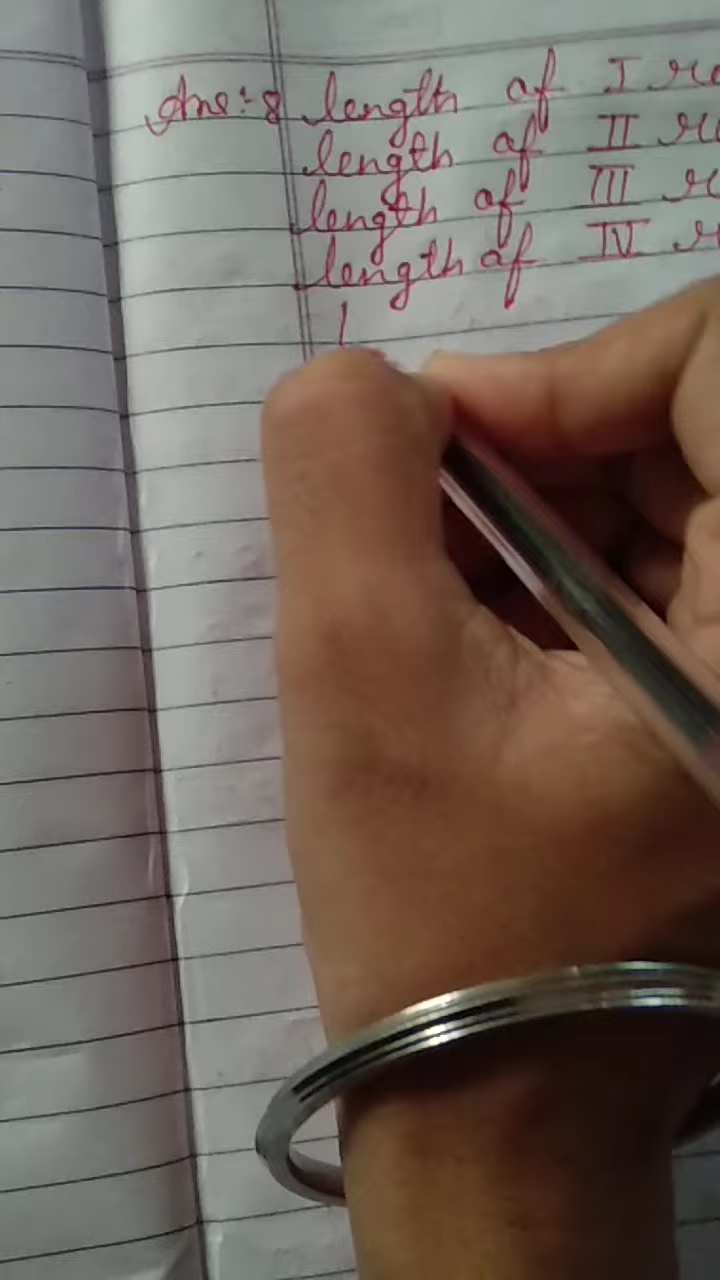 Ans:- 8 length of I
length of II
length of III
length of IV